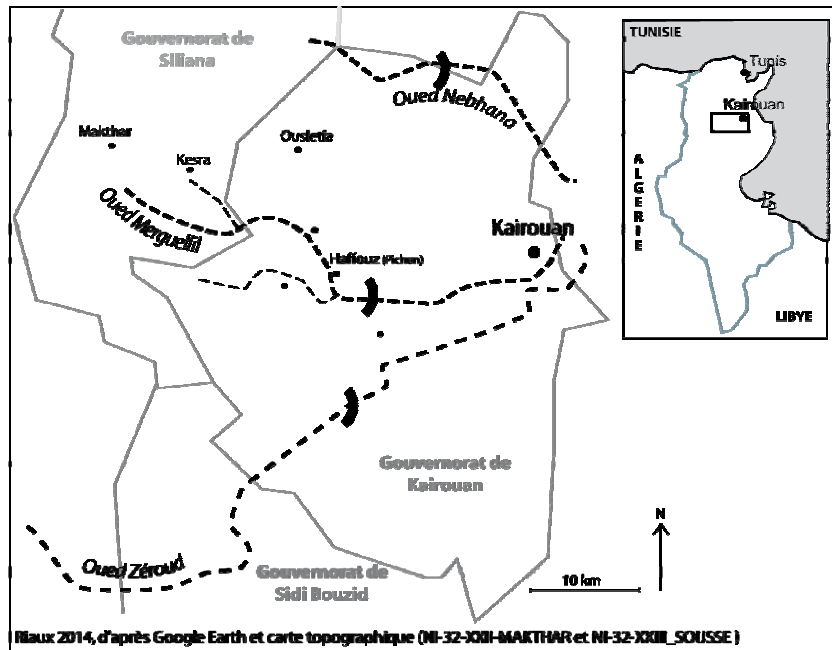 Gouvernorat de
Siliana
Oued Nebhana
Makthar
Kesra
Ousletia
Oued Merguellil
Kairouan
Haffouz (Pichon)
Gouvernorat de
Kairouan
Oued Zéroud
Gouvernorat de
Sidi Bouzid
10 km
N
TUNISIE
Tunis
Kairouan
ALGERIE
LIBYE
Riaux 2014, d'après Google Earth et carte topographique (NI-32-XXII-MAKTHAR et NI-32-XXIII_SOUSSE )